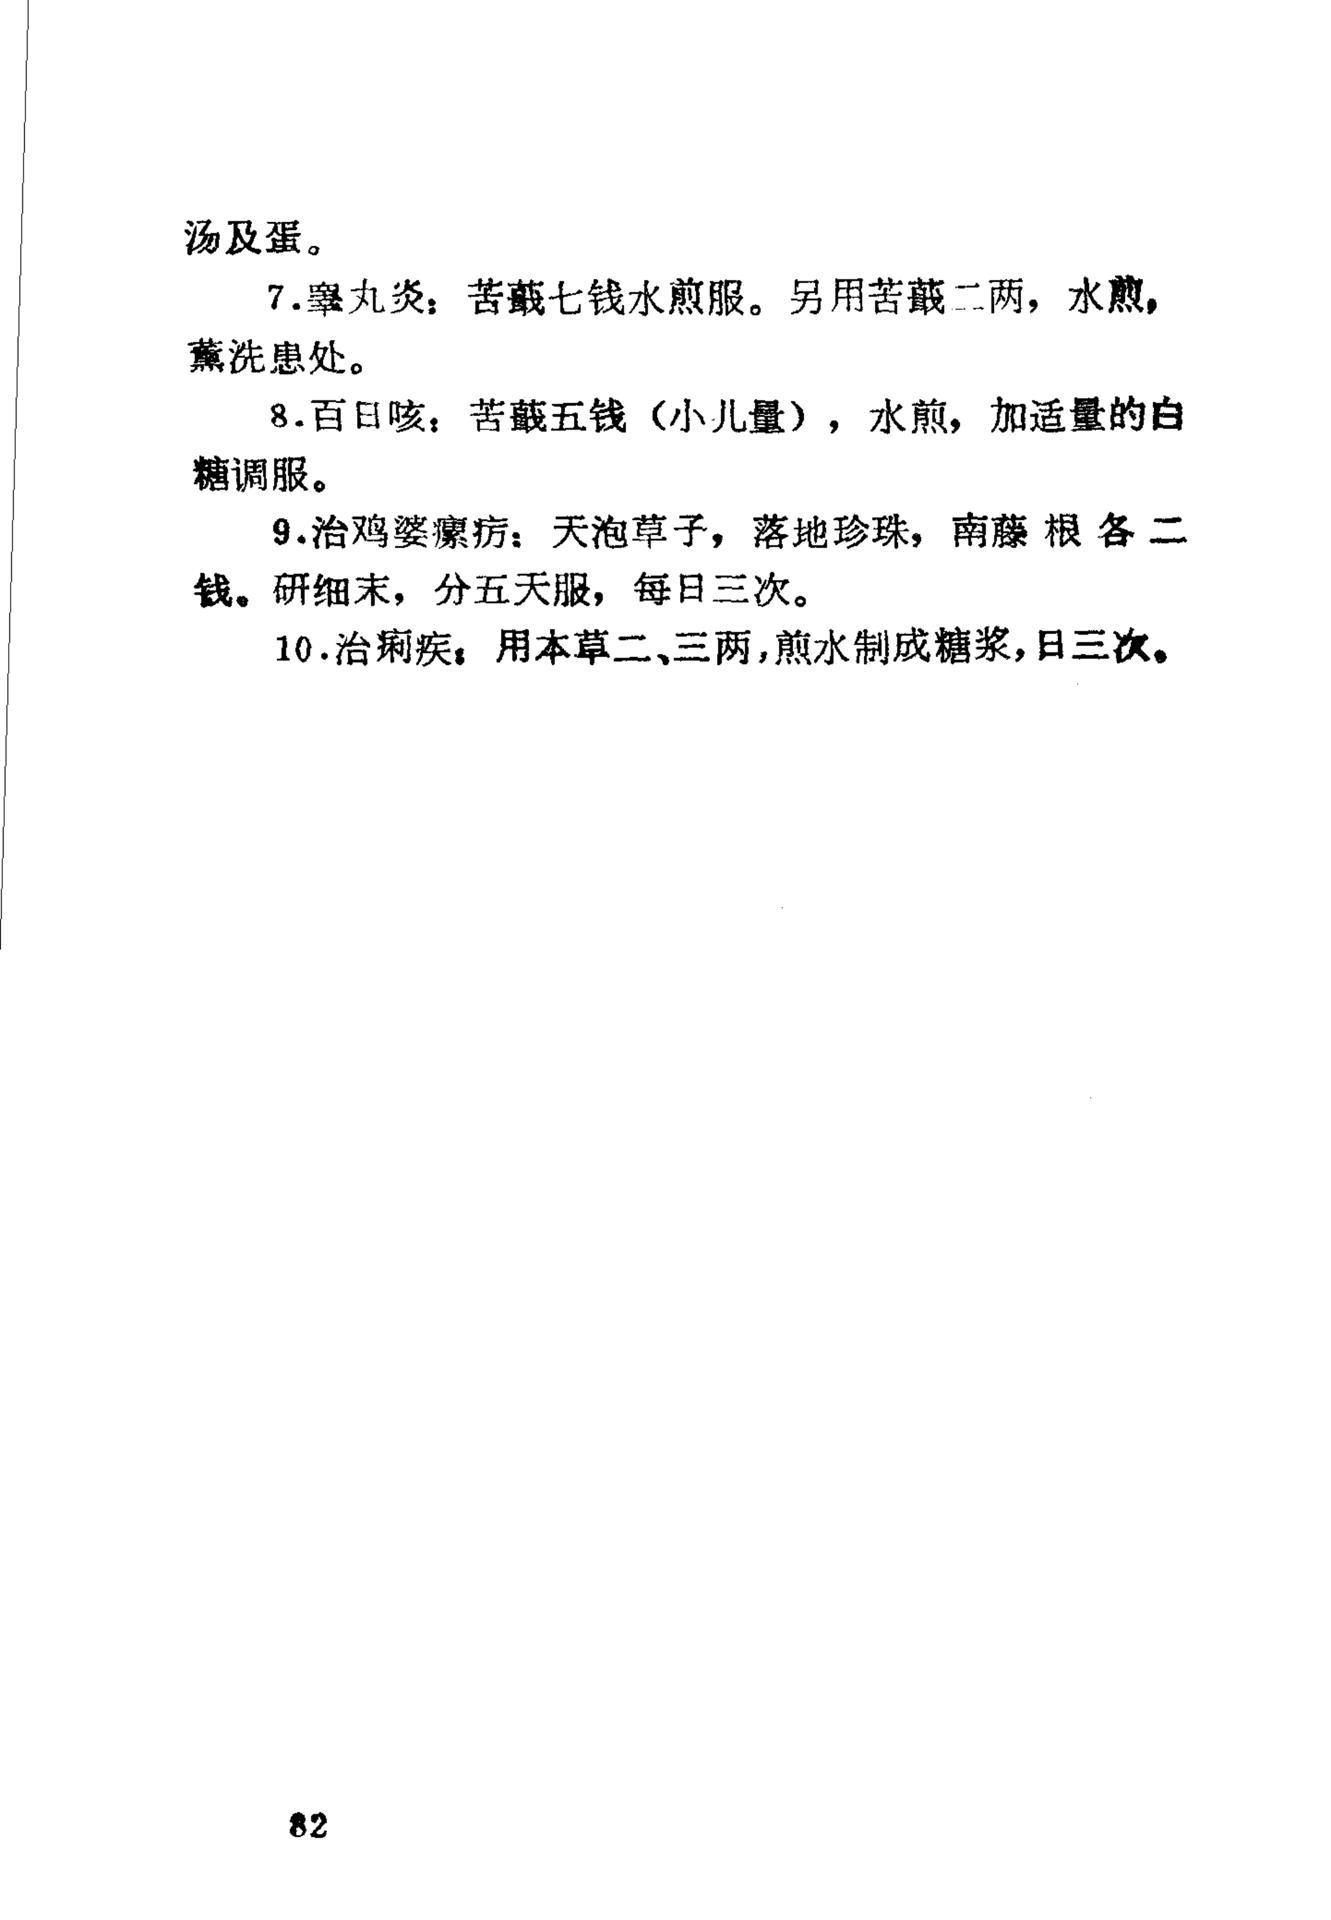 汤及蛋。
7.睾丸炎：苦蘵七钱水煎服。另用苦蘵二两，水煎，
薰洗患处。
8.百日咳：苦蘵五钱（小儿量），水煎，加适量的白
糖调服。
9.治鸡婆瘰疬：天泡草子，落地珍珠，南藤根各二
钱。研细末，分五天服，每日三次。
10.治痢疾：用本草二、三两，煎水制成糖浆，日三次。
82